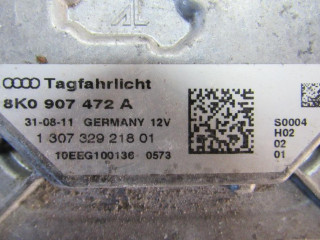 AL
Tagfahrlicht
8K0 907 472 A
31-08-11 GERMANY 12V
1 307 329 218 01
10EEG100136 0573
S0004
H02
02
01